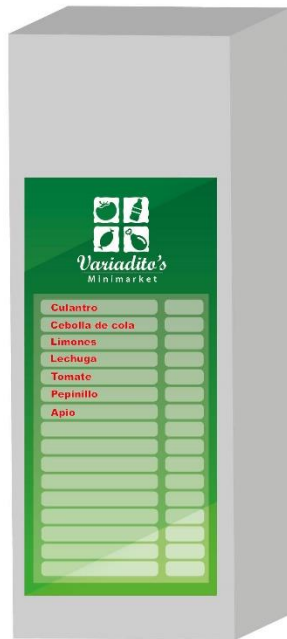 Variadito's
Minimarket
Culantro
Cebolla de cola
Limones
Lechuga
Tomate
Pepinillo
Apio